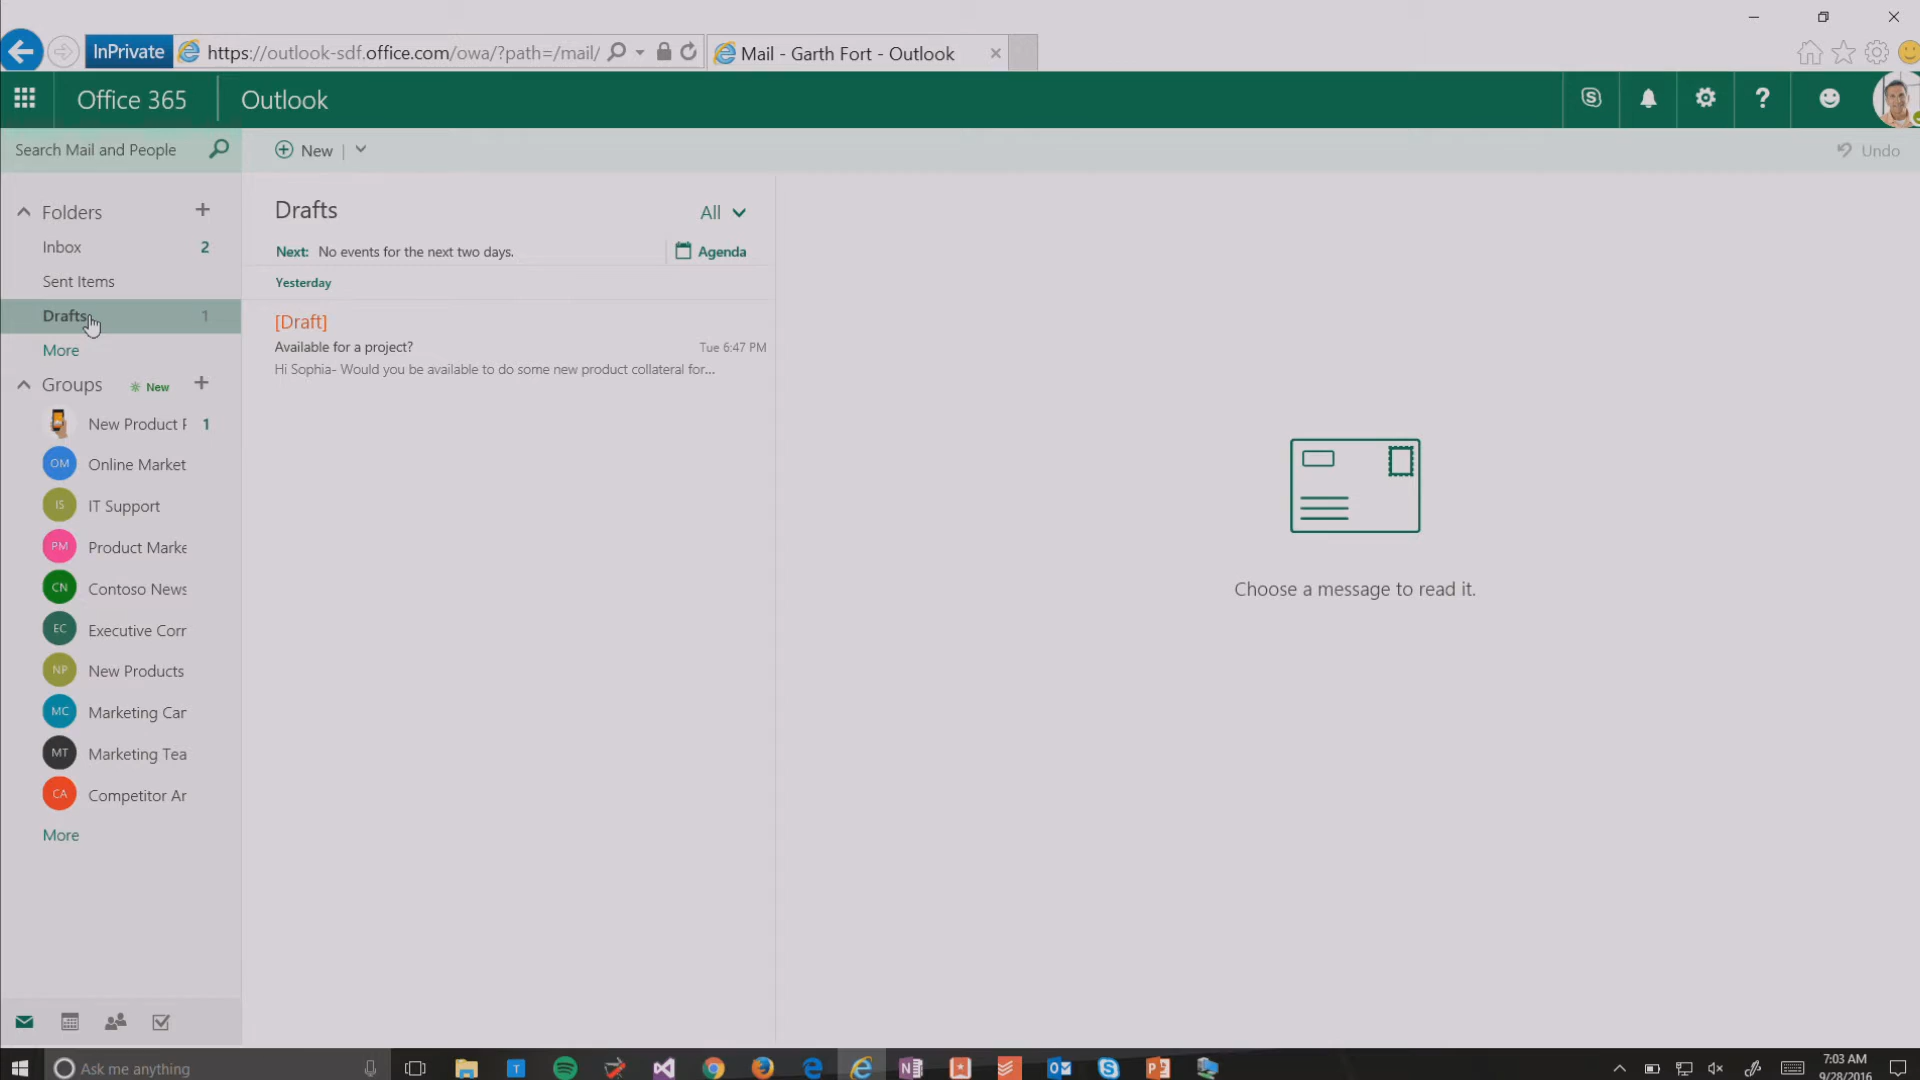 InPrivate https://outlook-sdf.office.com/owa/?path=/mail/ Mail - Garth Fort - Outlook
Office 365 Outlook
Search Mail and People
New
Undo
Folders
Inbox 2
Sent Items
Drafts 1
More
Groups New
New Product P 1
OM Online Market
IS IT Support
PM Product Marke
CN Contoso News
EC Executive Corr
NP New Products
MC Marketing Car
MT Marketing Tea
CA Competitor Ar
More
Drafts All
Next: No events for the next two days. Agenda
Yesterday
[Draft]
Available for a project? Tue 6:47 PM
Hi Sophia- Would you be available to do some new product collateral for...
Choose a message to read it.
Ask me anything
7:03 AM
9/28/2016